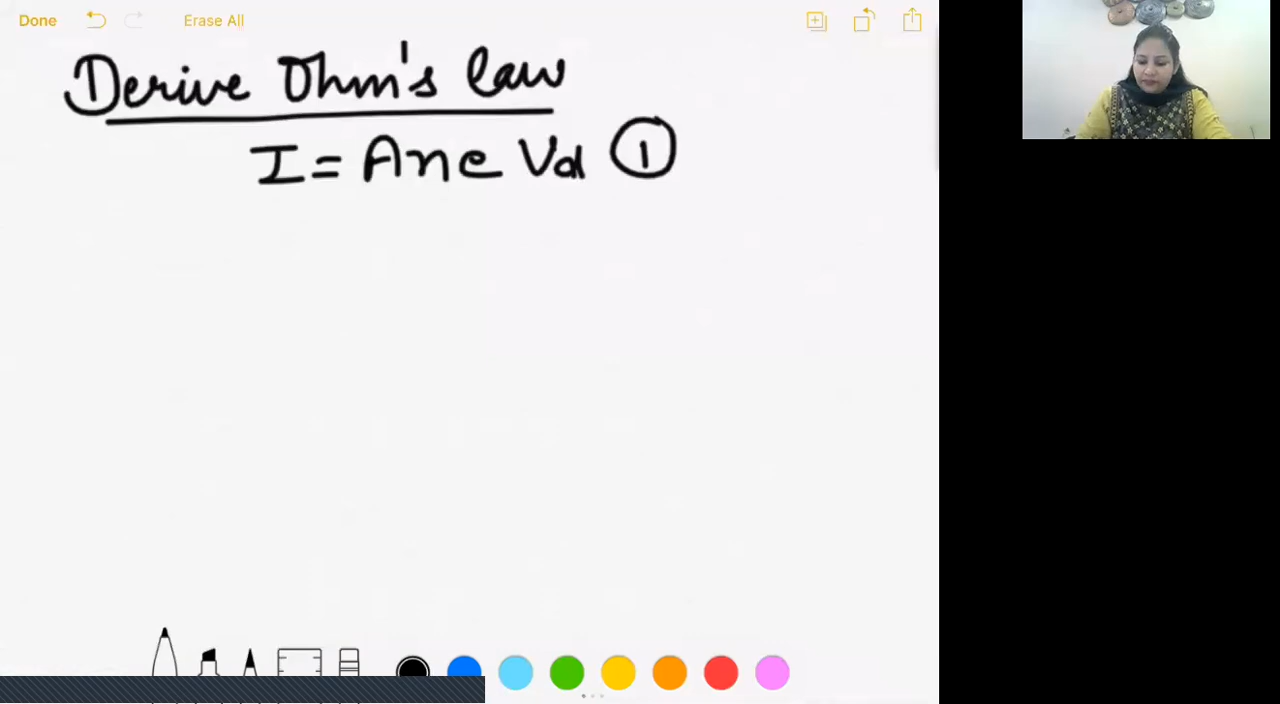 Done Erase All
Derive Ohm's law
I = Ane Vd ①